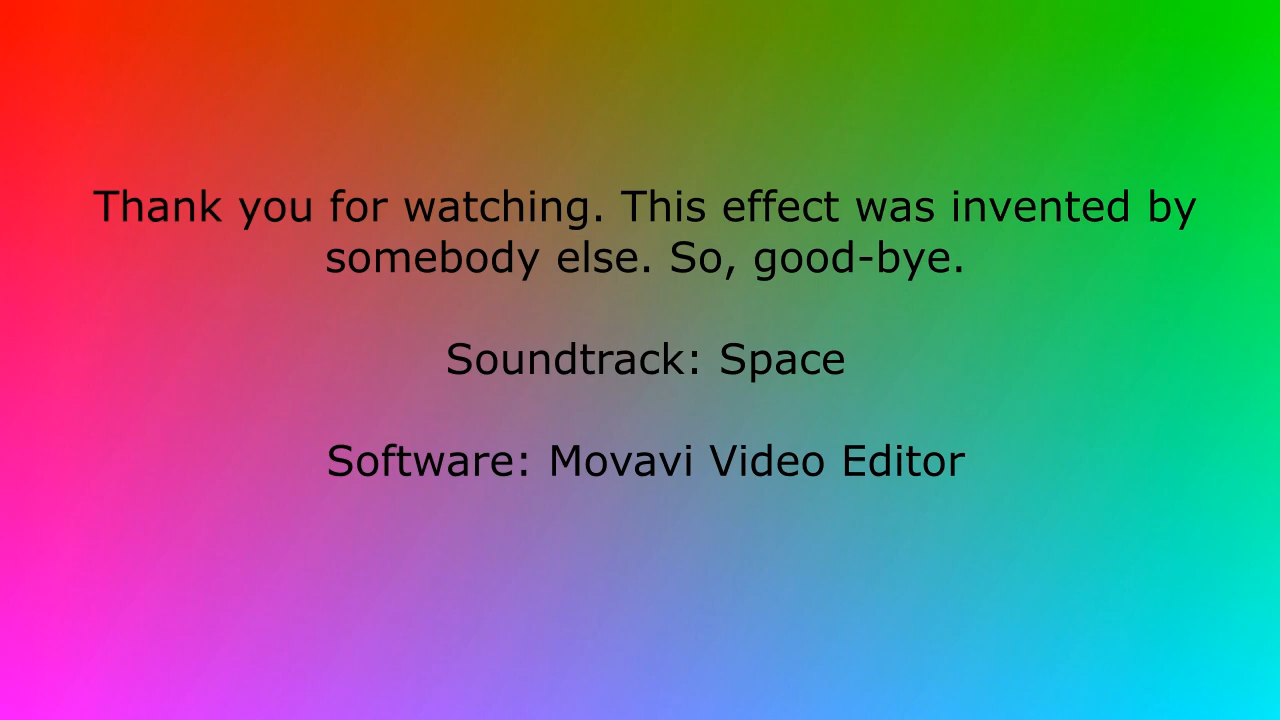 Thank you for watching. This effect was invented by
somebody else. So, good-bye.
Soundtrack: Space
Software: Movavi Video Editor